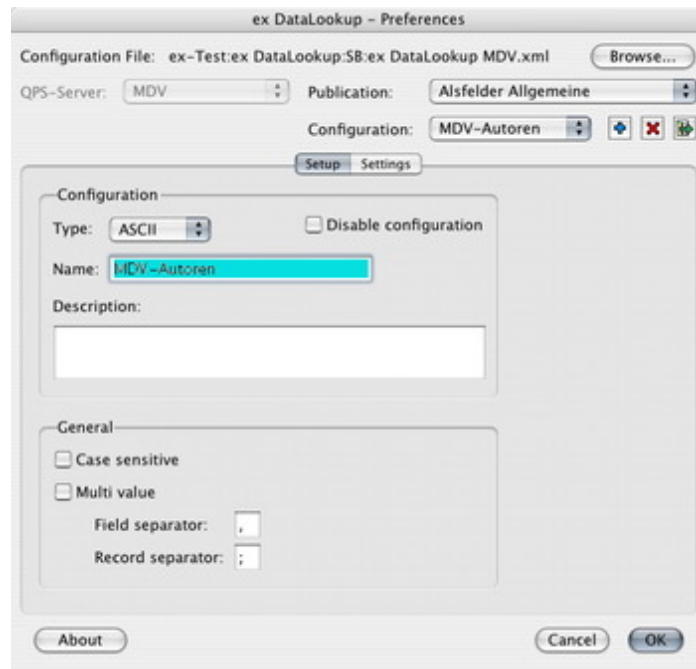 ex DataLookup – Preferences
Configuration File: ex-Test:ex DataLookup:SB:ex DataLookup MDV.xml Browse...
QPS-Server: MDV Publication: Alsfelder Allgemeine
Configuration: MDV-Autoren
Setup Settings
Configuration
Type: ASCII Disable configuration
Name: MDV-Autoren
Description:
General
Case sensitive
Multi value
Field separator: ,
Record separator: ;
About Cancel OK